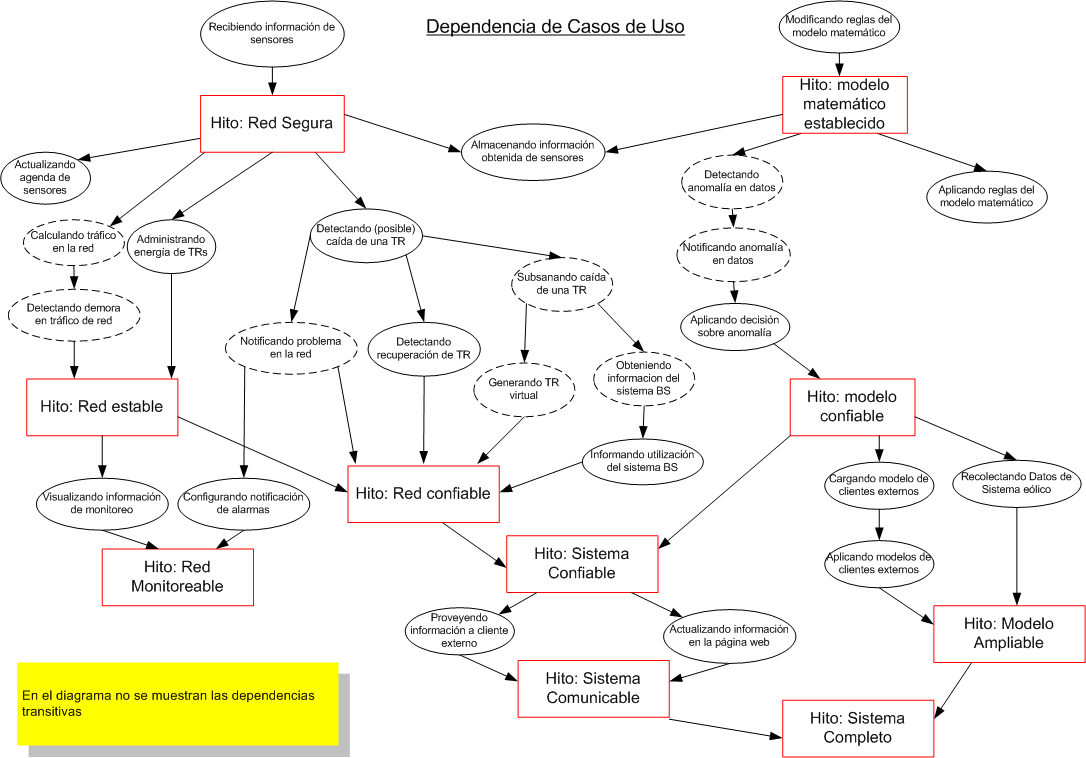 Dependencia de Casos de Uso
Recibiendo información de
sensores
Modificando reglas del
modelo matemático
Hito: Red Segura
Hito: modelo
matemático
establecido
Almacenando información
obtenida de sensores
Actualizando
agenda de
sensores
Detectando
anomalía en datos
Aplicando reglas del
modelo matemático
Calculando tráfico
en la red
Administrando
energía de TRs
Detectando (posible)
caída de una TR
Notificando anomalía
en datos
Subsanando caída
de una TR
Detectando demora
en tráfico de red
Aplicando decisión
sobre anomalía
Notificando problema
en la red
Detectando
recuperación de TR
Generando TR
virtual
Obteniendo
informacion del
sistema BS
Hito: Red estable
Hito: modelo
confiable
Informando utilización
del sistema BS
Visualizando información
de monitoreo
Configurando notificación
de alarmas
Hito: Red confiable
Cargando modelo de
clientes externos
Recolectando Datos de
Sistema eólico
Hito: Red
Monitoreable
Hito: Sistema
Confiable
Aplicando modelos de
clientes externos
Proveyendo
información a cliente
externo
Actualizando información
en la página web
Hito: Modelo
Ampliable
Hito: Sistema
Comunicable
En el diagrama no se muestran las dependencias
transitivas
Hito: Sistema
Completo